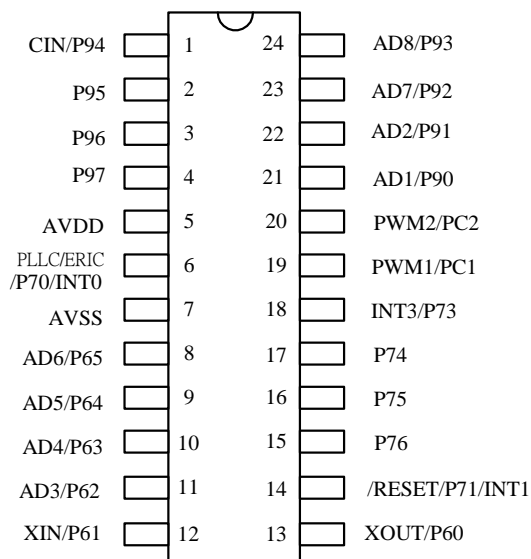 CIN/P94 1 24 AD8/P93
P95 2 23 AD7/P92
P96 3 22 AD2/P91
P97 4 21 AD1/P90
AVDD 5 20 PWM2/PC2
PLLC/ERIC
/P70/INT0 6 19 PWM1/PC1
AVSS 7 18 INT3/P73
AD6/P65 8 17 P74
AD5/P64 9 16 P75
AD4/P63 10 15 P76
AD3/P62 11 14 /RESET/P71/INT1
XIN/P61 12 13 XOUT/P60